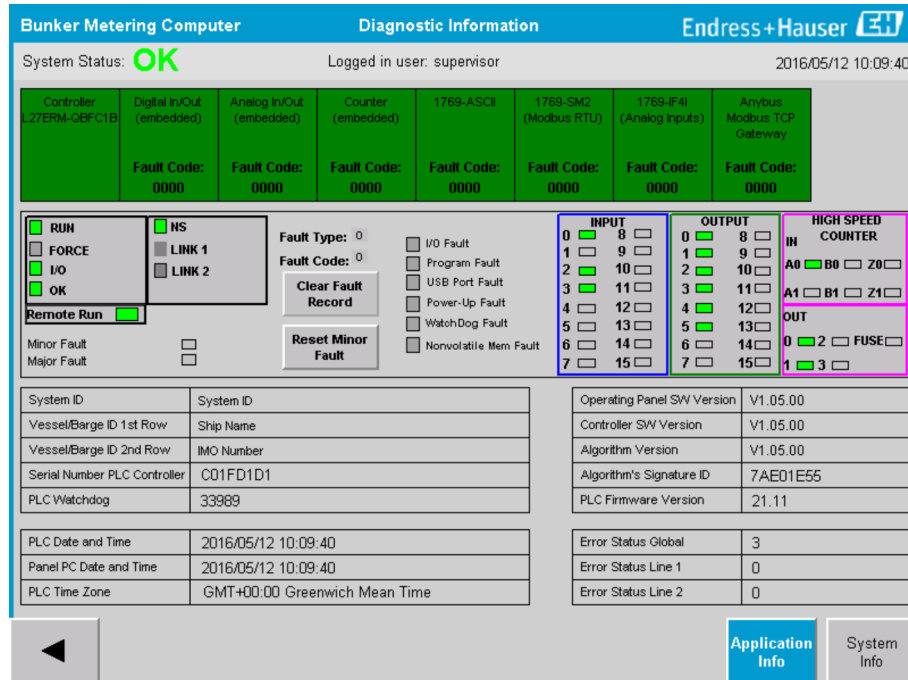 Bunker Metering Computer Diagnostic Information Endress+Hauser EH
System Status: OK Logged in user: supervisor 2016/05/12 10:09:40
Controller L27ERM-QBFC1B
Digital In/Out (embedded) Fault Code: 0000
Analog In/Out (embedded) Fault Code: 0000
Counter (embedded) Fault Code: 0000
1769-ASCII Fault Code: 0000
1769-SM2 (Modbus RTU) Fault Code: 0000
1769-IF4I (Analog Inputs) Fault Code: 0000
Anybus Modbus TCP Gateway Fault Code: 0000
RUN
FORCE
I/O
OK
Remote Run
Minor Fault
Major Fault
NS
LINK 1
LINK 2
Fault Type: 0
Fault Code: 0
Clear Fault
Record
Reset Minor
Fault
I/O Fault
Program Fault
USB Port Fault
Power-Up Fault
WatchDog Fault
Nonvolatile Mem Fault
INPUT
0 8
1 9
2 10
3 11
4 12
5 13
6 14
7 15
OUTPUT
0 8
1 9
2 10
3 11
4 12
5 13
6 14
7 15
HIGH SPEED
IN COUNTER
A0 B0 Z0
A1 B1 Z1
OUT
0 2 FUSE
1 3
System ID System ID
Vessel/Barge ID 1st Row Ship Name
Vessel/Barge ID 2nd Row IMO Number
Serial Number PLC Controller C01FD1D1
PLC Watchdog 33989
Operating Panel SW Version V1.05.00
Controller SW Version V1.05.00
Algorithm Version V1.05.00
Algorithm's Signature ID 7AE01E55
PLC Firmware Version 21.11
PLC Date and Time 2016/05/12 10:09:40
Panel PC Date and Time 2016/05/12 10:09:40
PLC Time Zone GMT+00:00 Greenwich Mean Time
Error Status Global 3
Error Status Line 1 0
Error Status Line 2 0
Application
Info
System
Info